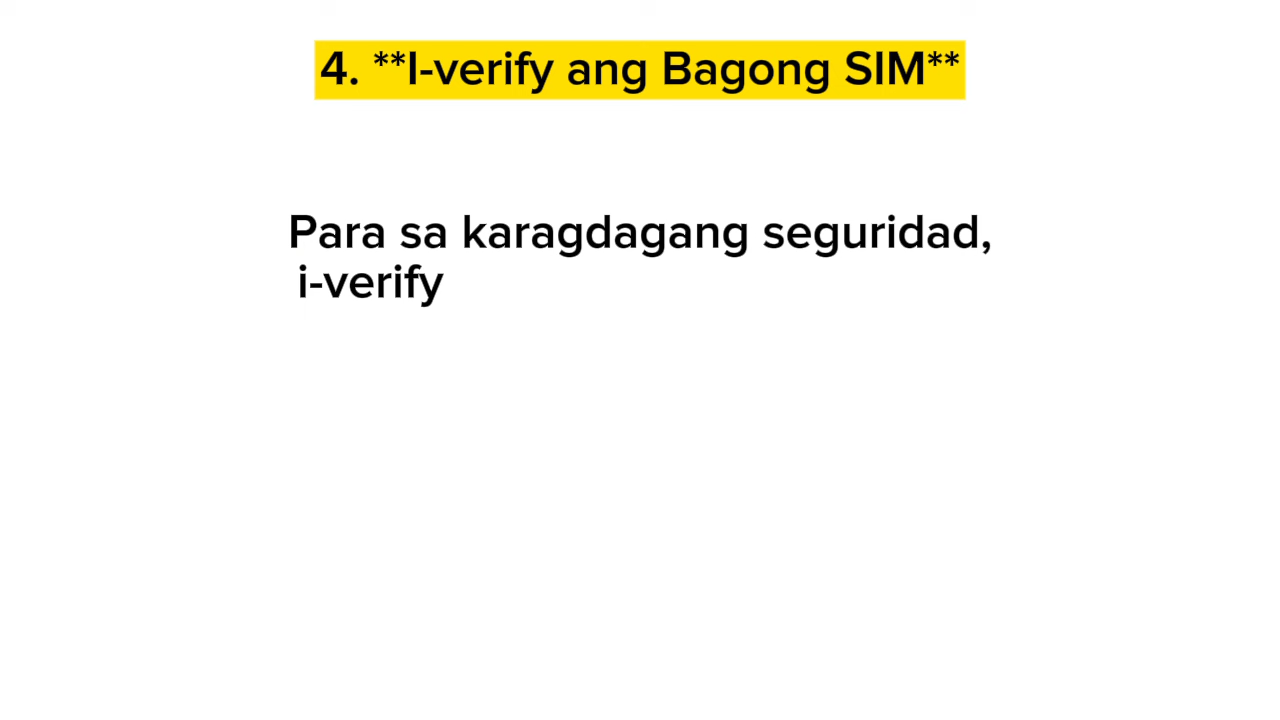 4. **I-verify ang Bagong SIM**
Para sa karagdagang seguridad,
i-verify